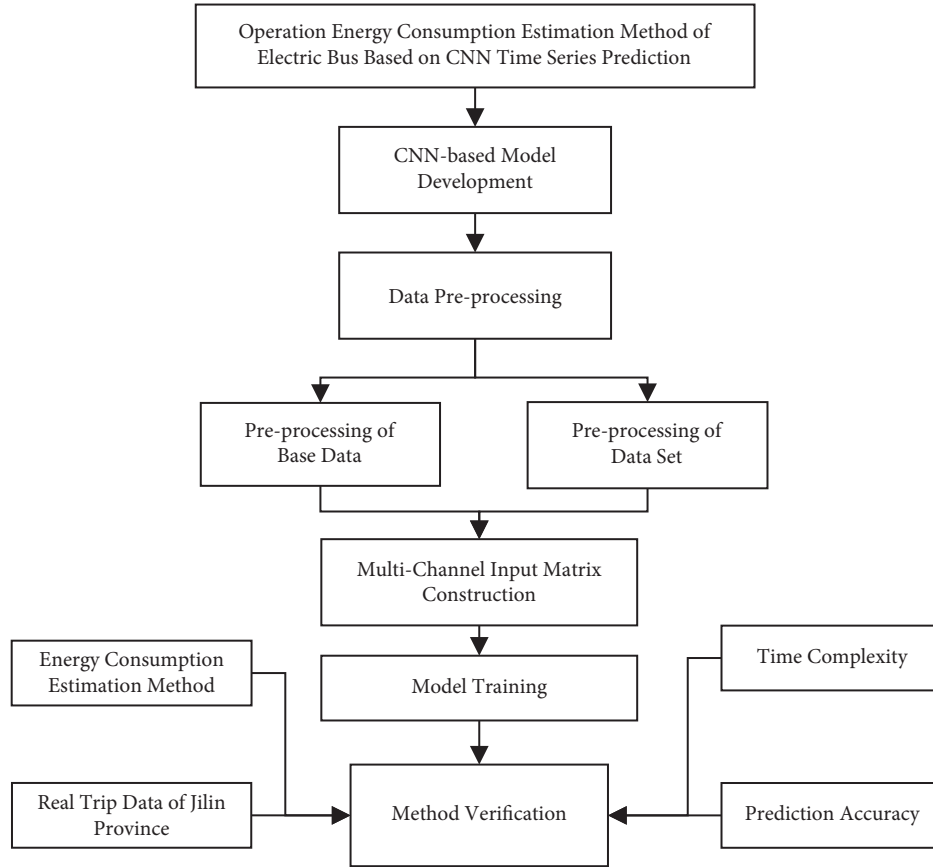 Operation Energy Consumption Estimation Method of
Electric Bus Based on CNN Time Series Prediction
CNN-based Model
Development
Data Pre-processing
Pre-processing of
Base Data
Pre-processing of
Data Set
Multi-Channel Input Matrix
Construction
Energy Consumption
Estimation Method
Model Training
Time Complexity
Real Trip Data of Jilin
Province
Method Verification
Prediction Accuracy